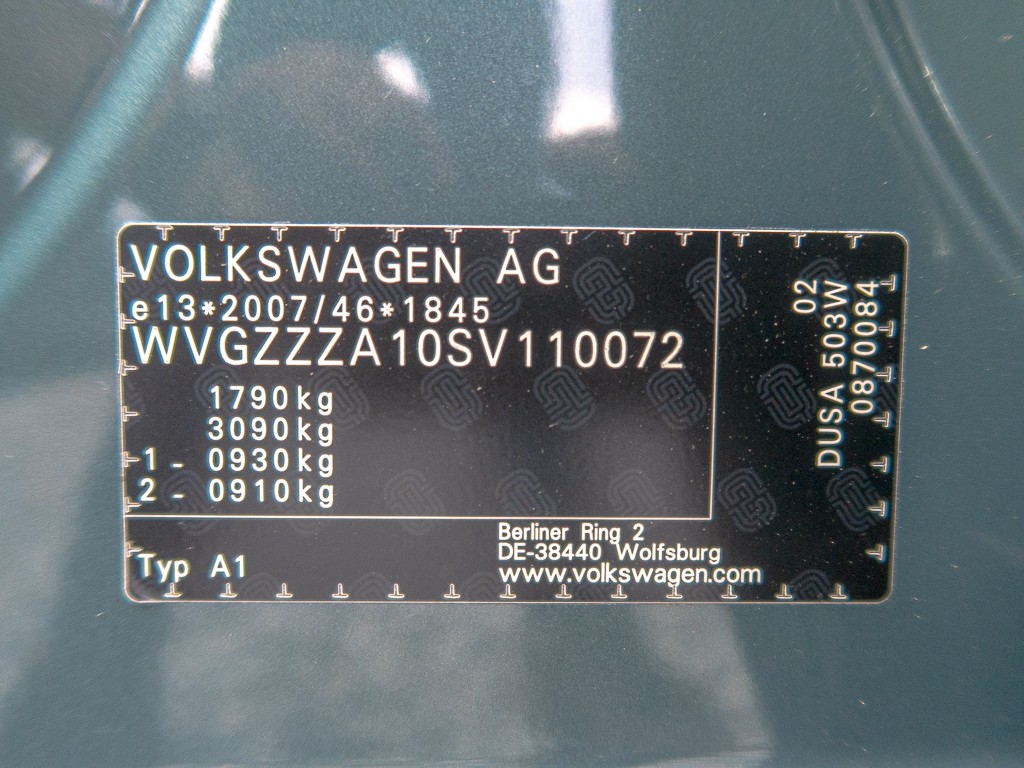 VOLKSWAGEN AG
e13*2007/46*1845
WVGZZZA10SV110072
1790kg
3090kg
1 - 0930kg
2 - 0910kg
Typ A1
Berliner Ring 2
DE-38440 Wolfsburg
www.volkswagen.com
02
DUSA 503W
0870084